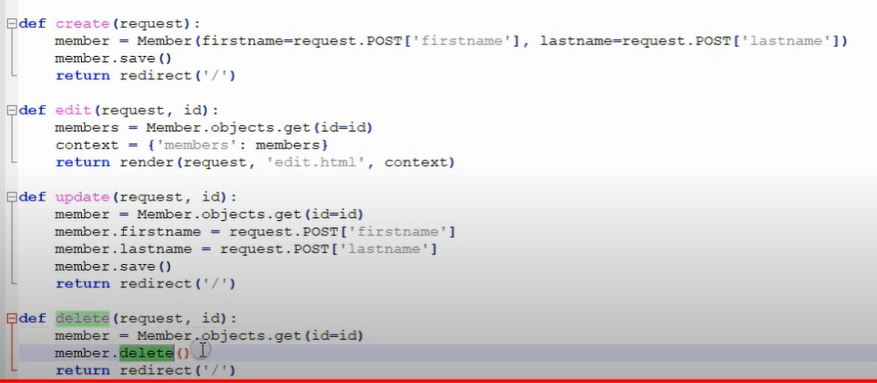 def create(request):
    member = Member(firstname=request.POST['firstname'], lastname=request.POST['lastname'])
    member.save()
    return redirect('/')
def edit(request, id):
    members = Member.objects.get(id=id)
    context = {'members': members}
    return render(request, 'edit.html', context)
def update(request, id):
    member = Member.objects.get(id=id)
    member.firstname = request.POST['firstname']
    member.lastname = request.POST['lastname']
    member.save()
    return redirect('/')
def delete(request, id):
    member = Member.objects.get(id=id)
    member.delete()
    return redirect('/')